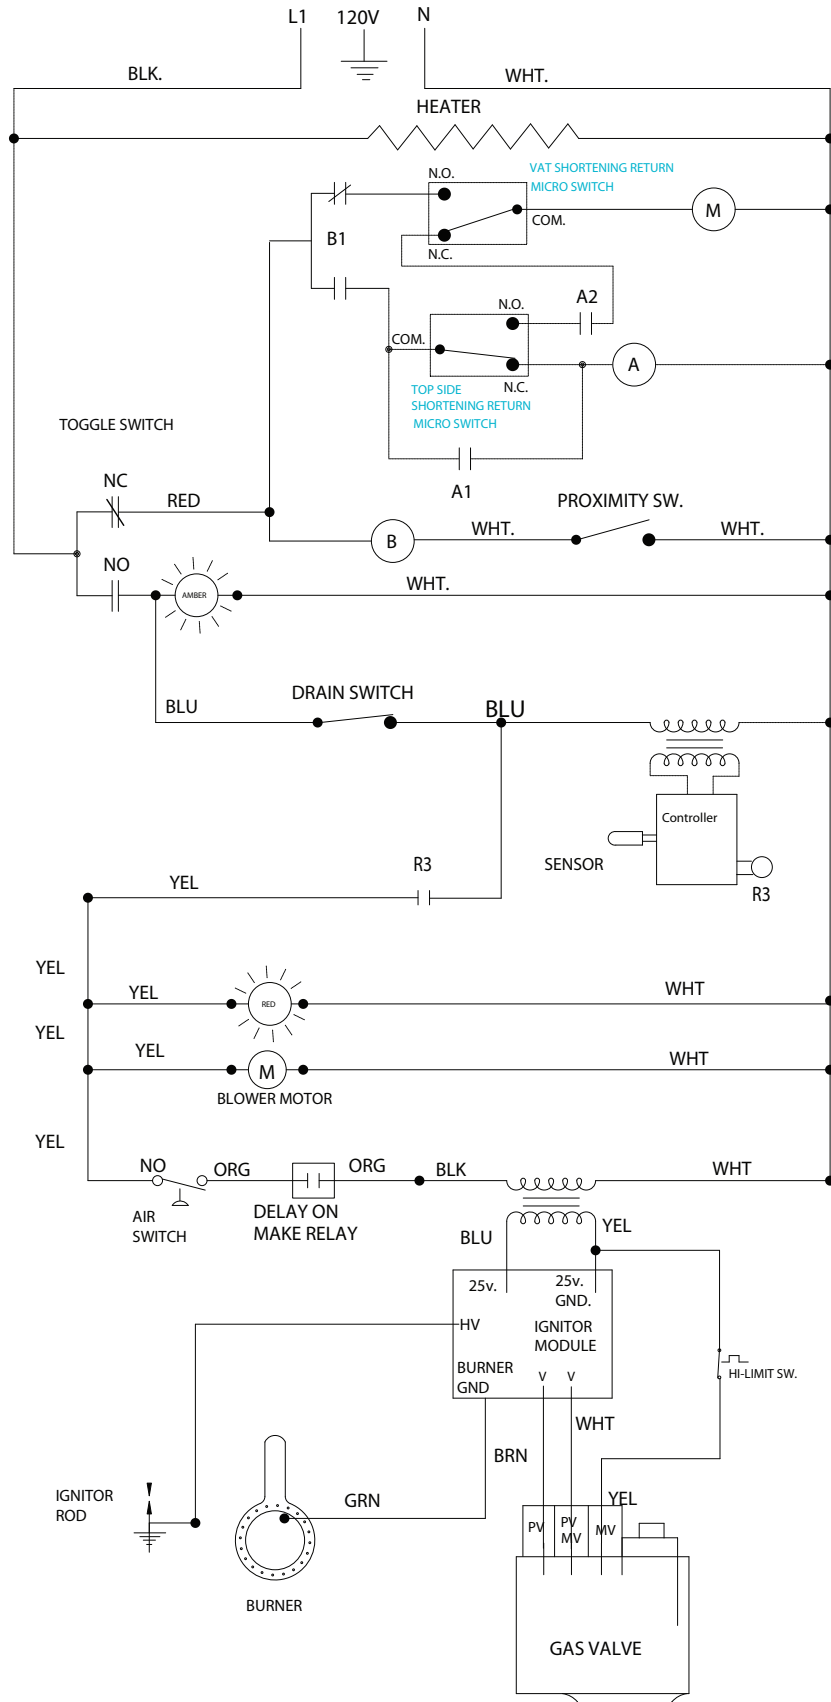 L1 120V N
BLK.
WHT.
HEATER
VAT SHORTENING RETURN
MICRO SWITCH
N.O.
M
COM.
B1
N.C.
A2
N.O.
COM.
A
N.C.
TOP SIDE
SHORTENING RETURN
MICRO SWITCH
TOGGLE SWITCH
A1
NC
RED
PROXIMITY SW.
B
WHT.
WHT.
NO
AMBER
WHT.
DRAIN SWITCH
BLU
BLU
Controller
SENSOR
R3
R3
YEL
YEL
YEL
RED
WHT
YEL
YEL
M
WHT
BLOWER MOTOR
YEL
NO
ORG
ORG
BLK
WHT
AIR
SWITCH
DELAY ON
MAKE RELAY
BLU
YEL
25v.
25v.
GND.
HV
IGNITOR
MODULE
BURNER
GND
V
V
HI-LIMIT SW.
WHT
BRN
IGNITOR
ROD
GRN
YEL
PV
PV
MV
MV
BURNER
GAS VALVE